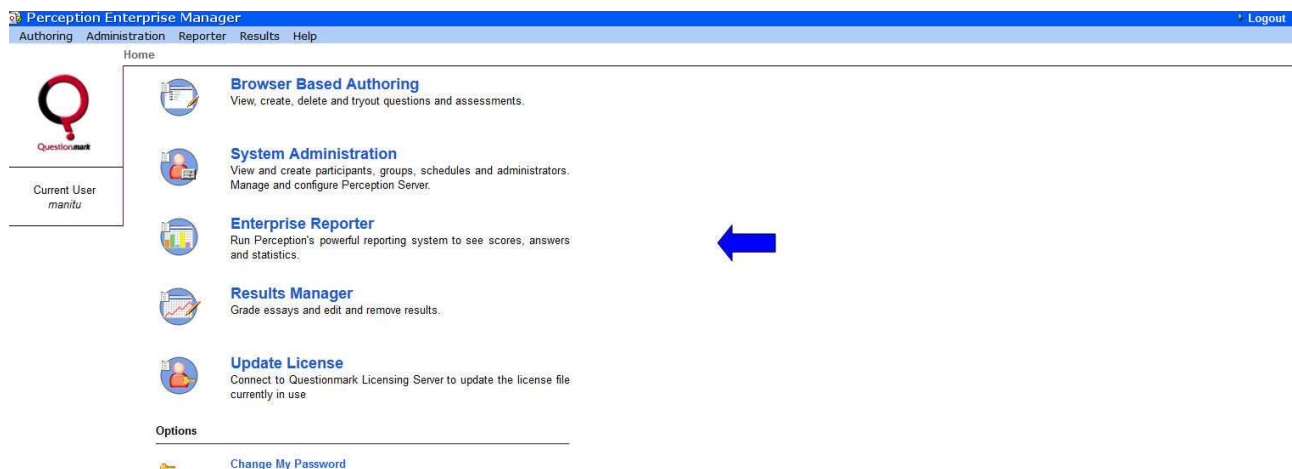 Perception Enterprise Manager
Logout
Authoring Administration Reporter Results Help
Home
Questionmark
Current User
manitu
Browser Based Authoring
View, create, delete and tryout questions and assessments.
System Administration
View and create participants, groups, schedules and administrators.
Manage and configure Perception Server.
Enterprise Reporter
Run Perception's powerful reporting system to see scores, answers
and statistics.
Results Manager
Grade essays and edit and remove results.
Update License
Connect to Questionmark Licensing Server to update the license file
currently in use
Options
Change My Password